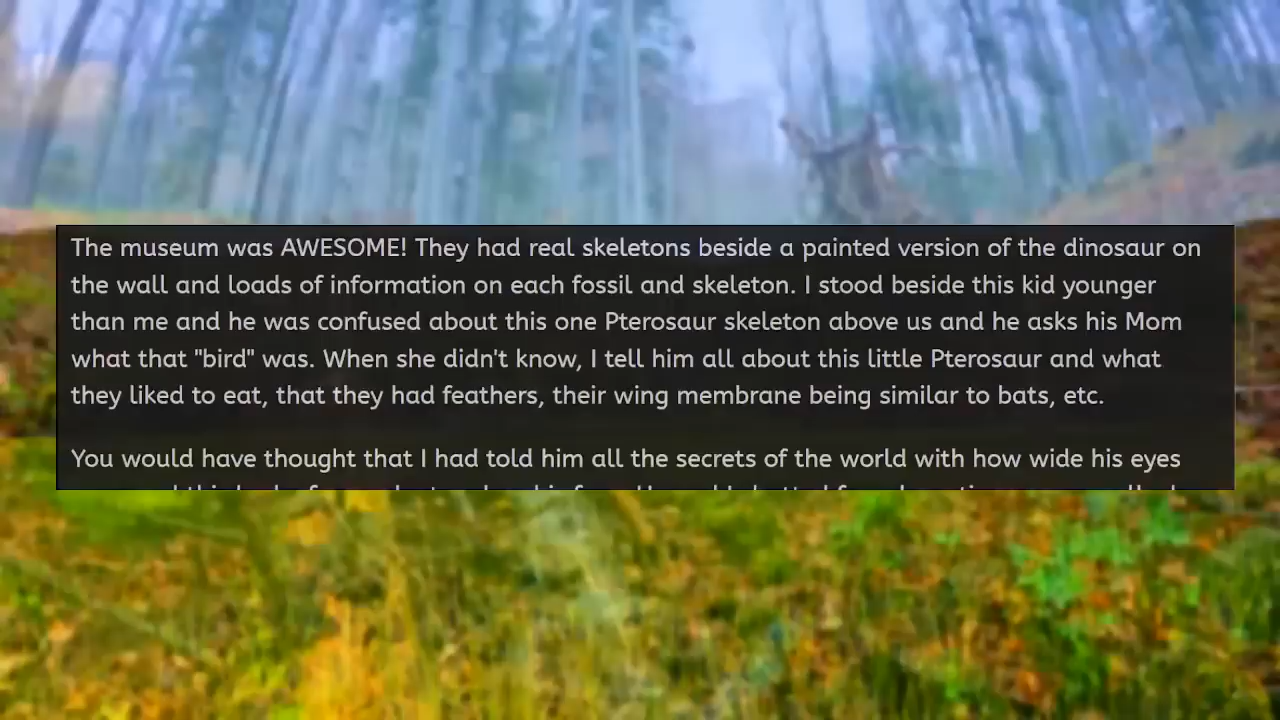 The museum was AWESOME! They had real skeletons beside a painted version of the dinosaur on
the wall and loads of information on each fossil and skeleton. I stood beside this kid younger
than me and he was confused about this one Pterosaur skeleton above us and he asks his Mom
what that "bird" was. When she didn't know, I tell him all about this little Pterosaur and what
they liked to eat, that they had feathers, their wing membrane being similar to bats, etc.
You would have thought that I had told him all the secrets of the world with how wide his eyes